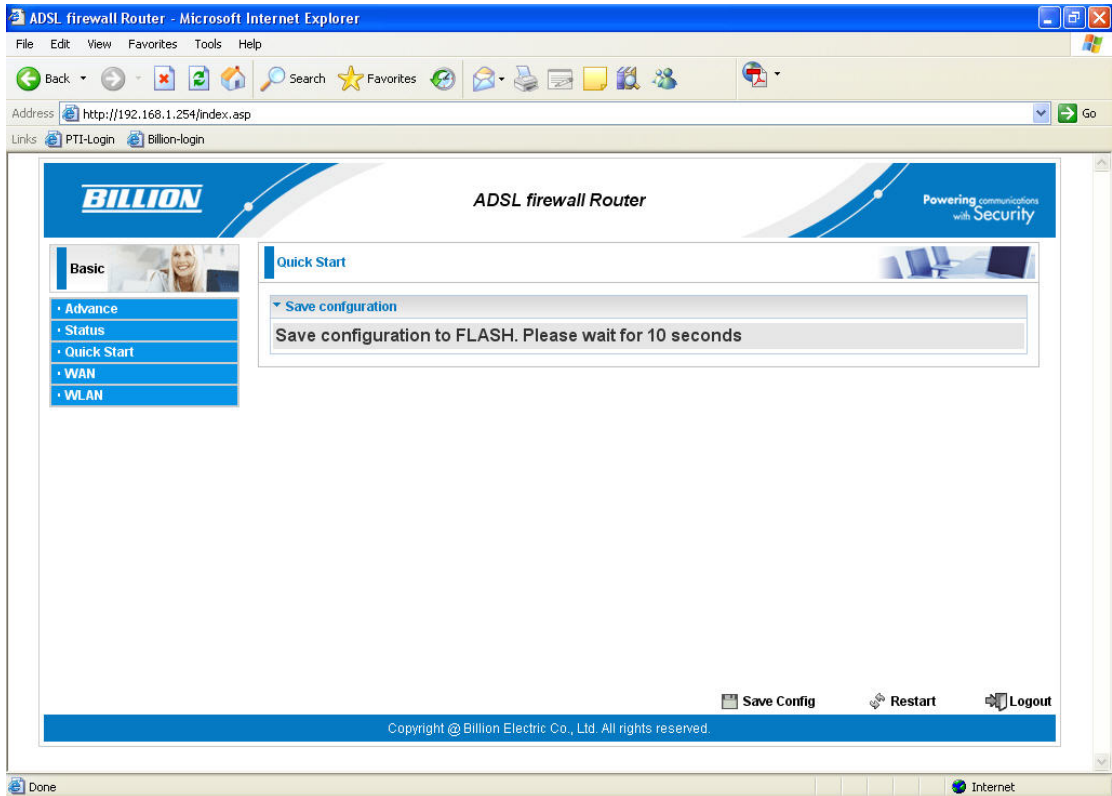 ADSL firewall Router - Microsoft Internet Explorer
File Edit View Favorites Tools Help
Back Search Favorites
Address http://192.168.1.254/index.asp Go
Links PTI-Login Billion-login
BILLION
ADSL firewall Router
Powering communications
with Security
Basic
Quick Start
· Advance
· Status
· Quick Start
· WAN
· WLAN
Save confguration
Save configuration to FLASH. Please wait for 10 seconds
Save Config Restart Logout
Copyright @ Billion Electric Co., Ltd. All rights reserved.
Done Internet